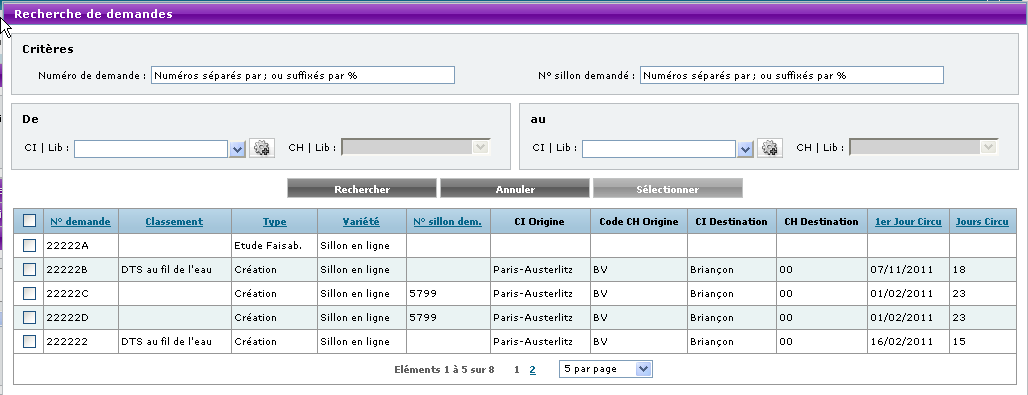 Recherche de demandes
Critères
Numéro de demande : Numéros séparés par ; ou suffixés par % N° sillon demandé : Numéros séparés par ; ou suffixés par %
De au
CI | Lib : CH | Lib : CI | Lib : CH | Lib :
Rechercher Annuler Sélectionner
N° demande Classement Type Variété N° sillon dem. CI Origine Code CH Origine CI Destination CH Destination 1er Jour Circu Jours Circu
22222A Etude Faisab. Sillon en ligne
22222B DTS au fil de l'eau Création Sillon en ligne Paris-Austerlitz BV Briançon 00 07/11/2011 18
22222C Création Sillon en ligne 5799 Paris-Austerlitz BV Briançon 00 01/02/2011 23
22222D Création Sillon en ligne 5799 Paris-Austerlitz BV Briançon 00 01/02/2011 23
222222 DTS au fil de l'eau Création Sillon en ligne Paris-Austerlitz BV Briançon 00 16/02/2011 15
Eléments 1 à 5 sur 8 1 2 5 par page